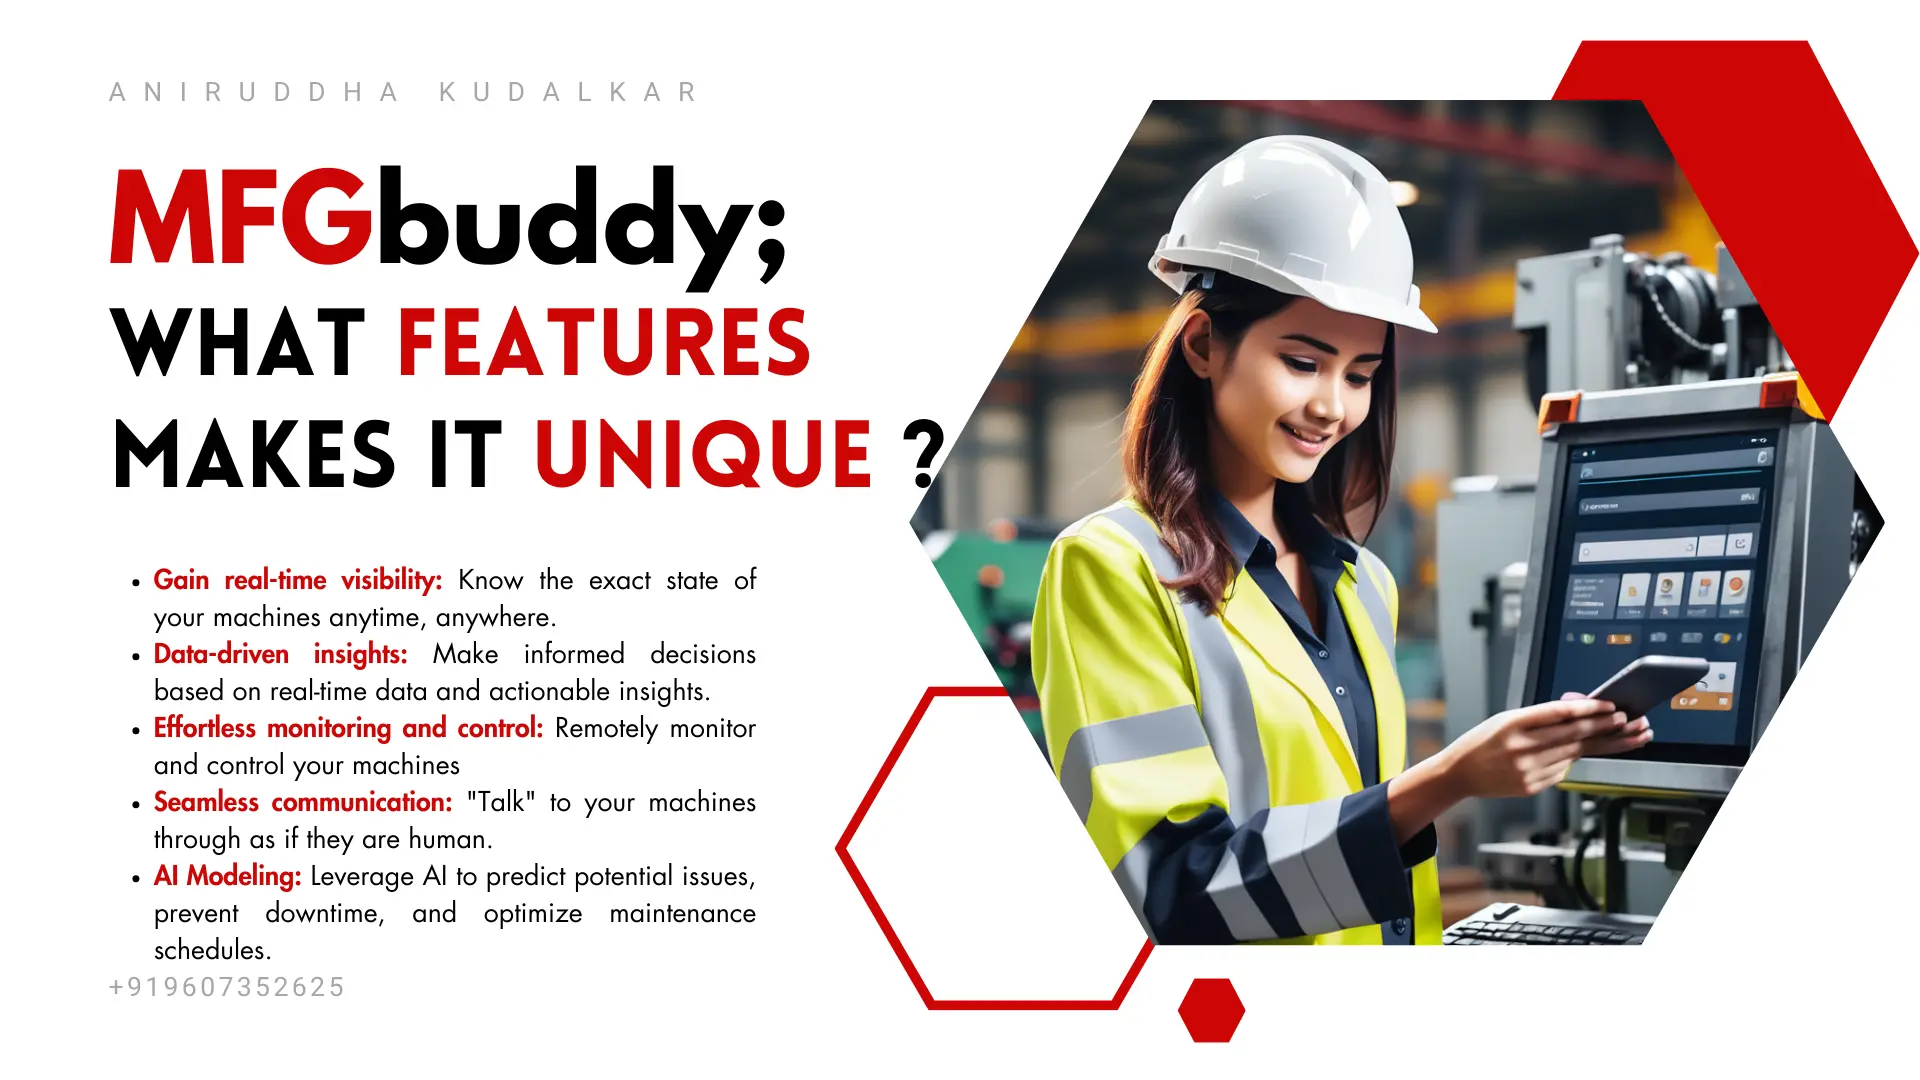 ANIRUDDHA KUDALKAR
MFGbuddy;
WHAT FEATURES
MAKES IT UNIQUE ?
• Gain real-time visibility: Know the exact state of
your machines anytime, anywhere.
• Data-driven insights: Make informed decisions
based on real-time data and actionable insights.
• Effortless monitoring and control: Remotely monitor
and control your machines
• Seamless communication: "Talk" to your machines
through as if they are human.
• AI Modeling: Leverage AI to predict potential issues,
prevent downtime, and optimize maintenance
schedules.
+919607352625